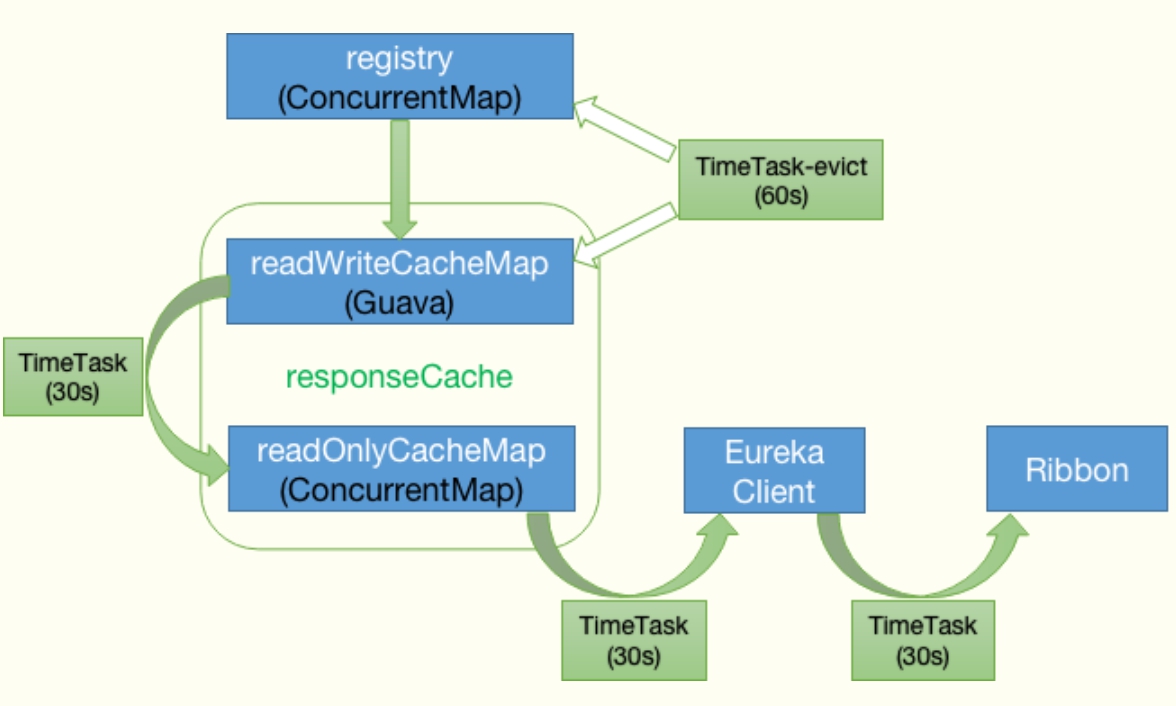 registry
(ConcurrentMap)
TimeTask-evict
(60s)
readWriteCacheMap
(Guava)
TimeTask
(30s)
responseCache
readOnlyCacheMap
(ConcurrentMap)
Eureka
Client
Ribbon
TimeTask
(30s)
TimeTask
(30s)